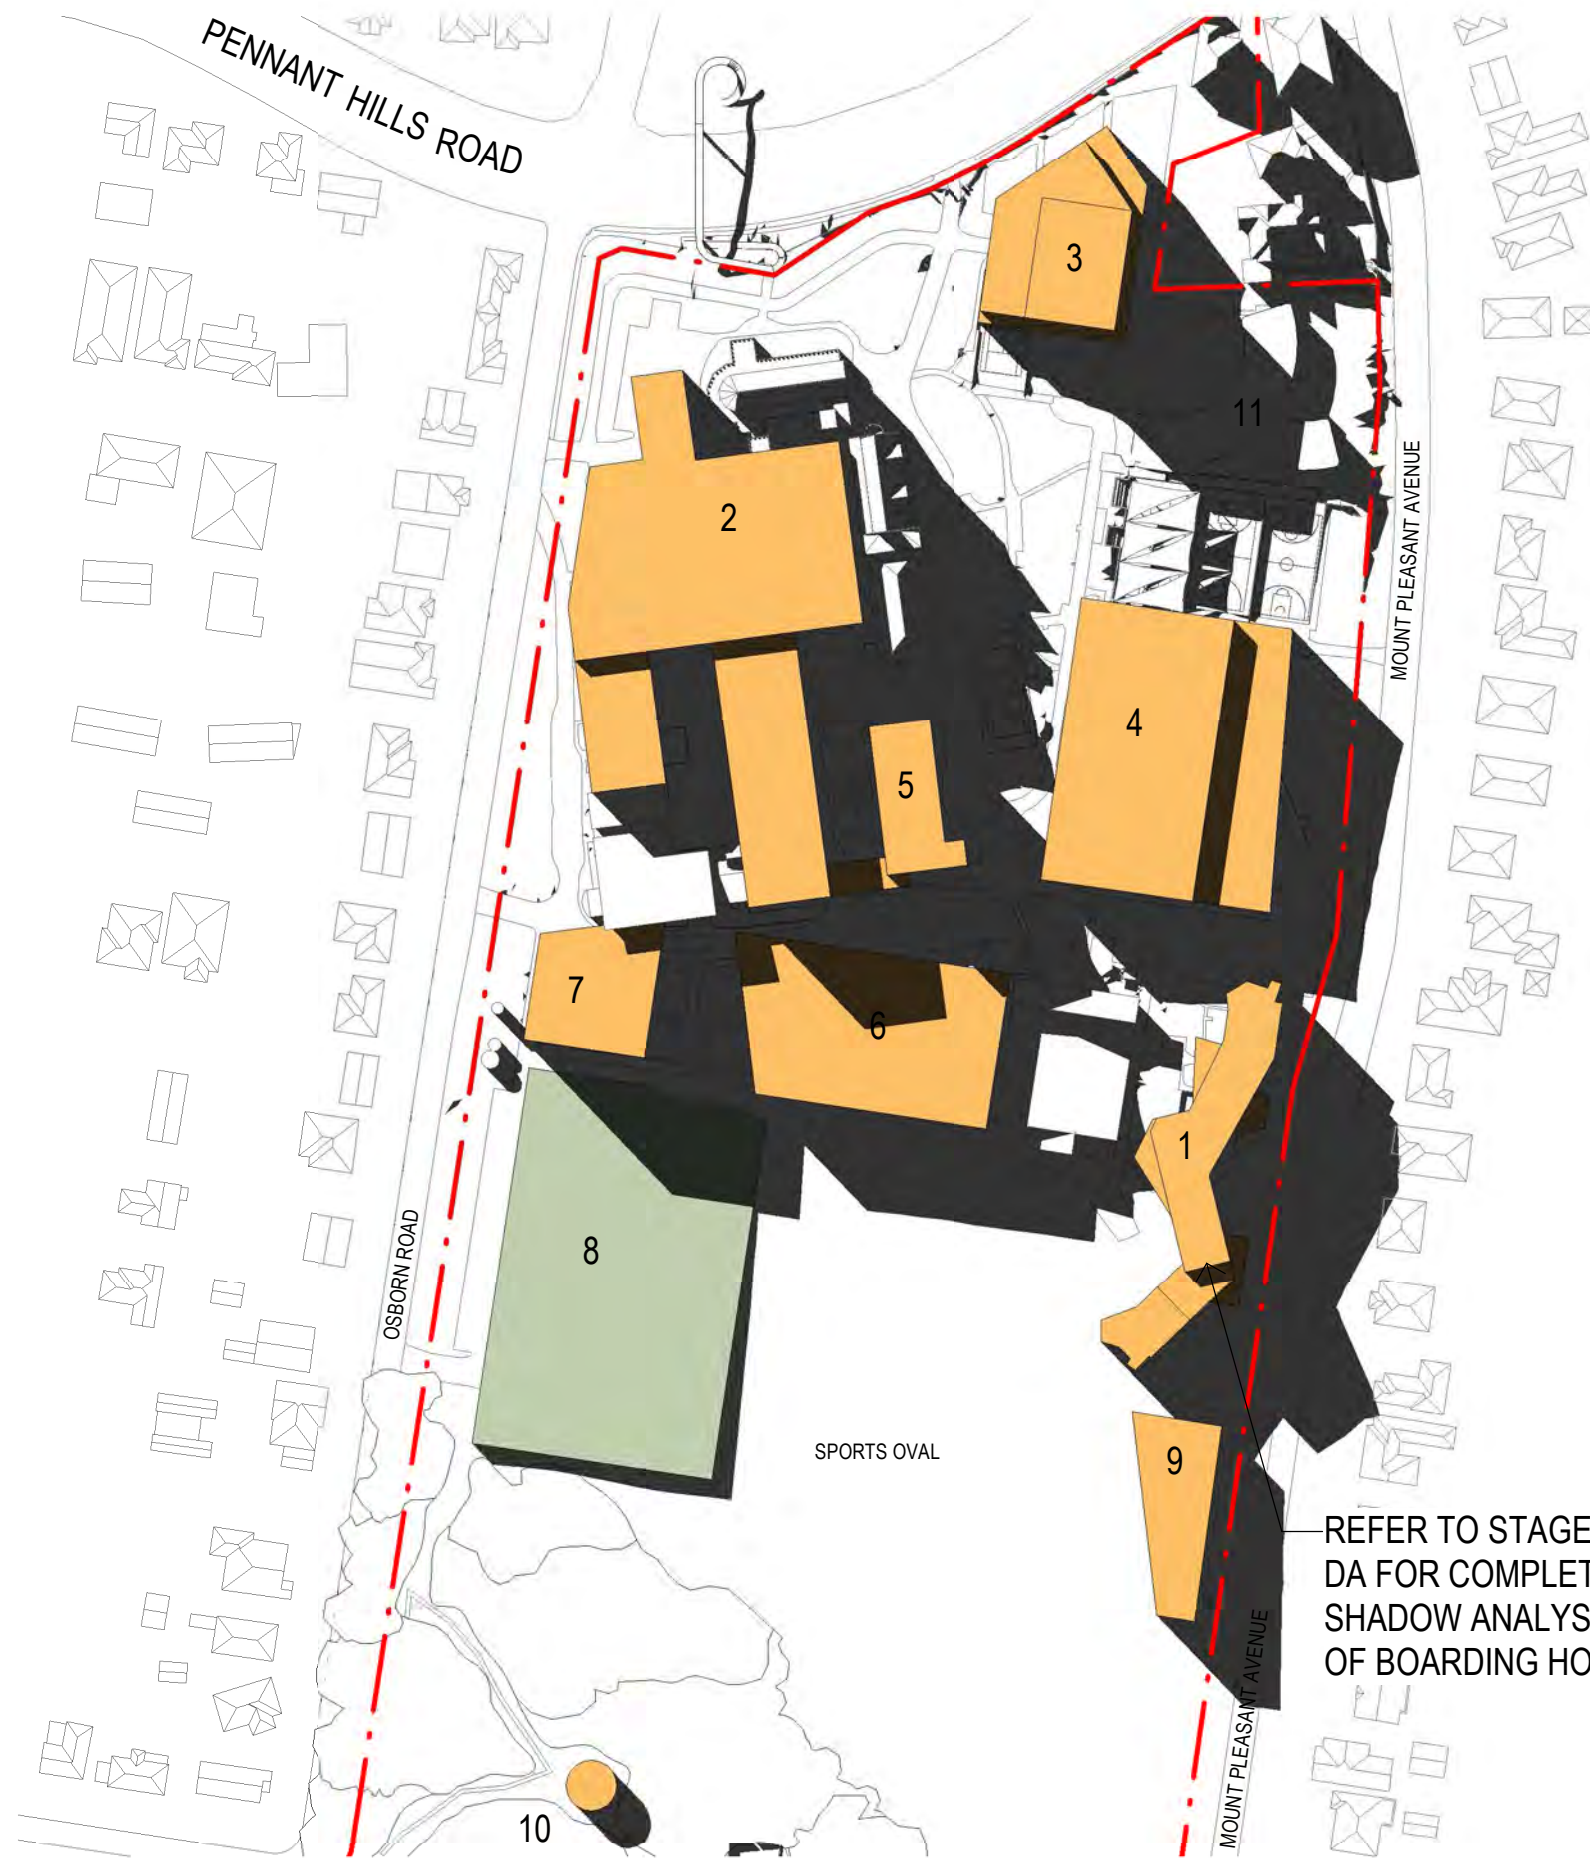 PENNANT HILLS ROAD
3
11
2
MOUNT PLEASANT AVENUE
4
5
7
6
1
8
OSBORN ROAD
SPORTS OVAL
9
REFER TO STAGE
DA FOR COMPLET
SHADOW ANALYS
OF BOARDING HO
MOUNT PLEASANT AVENUE
10